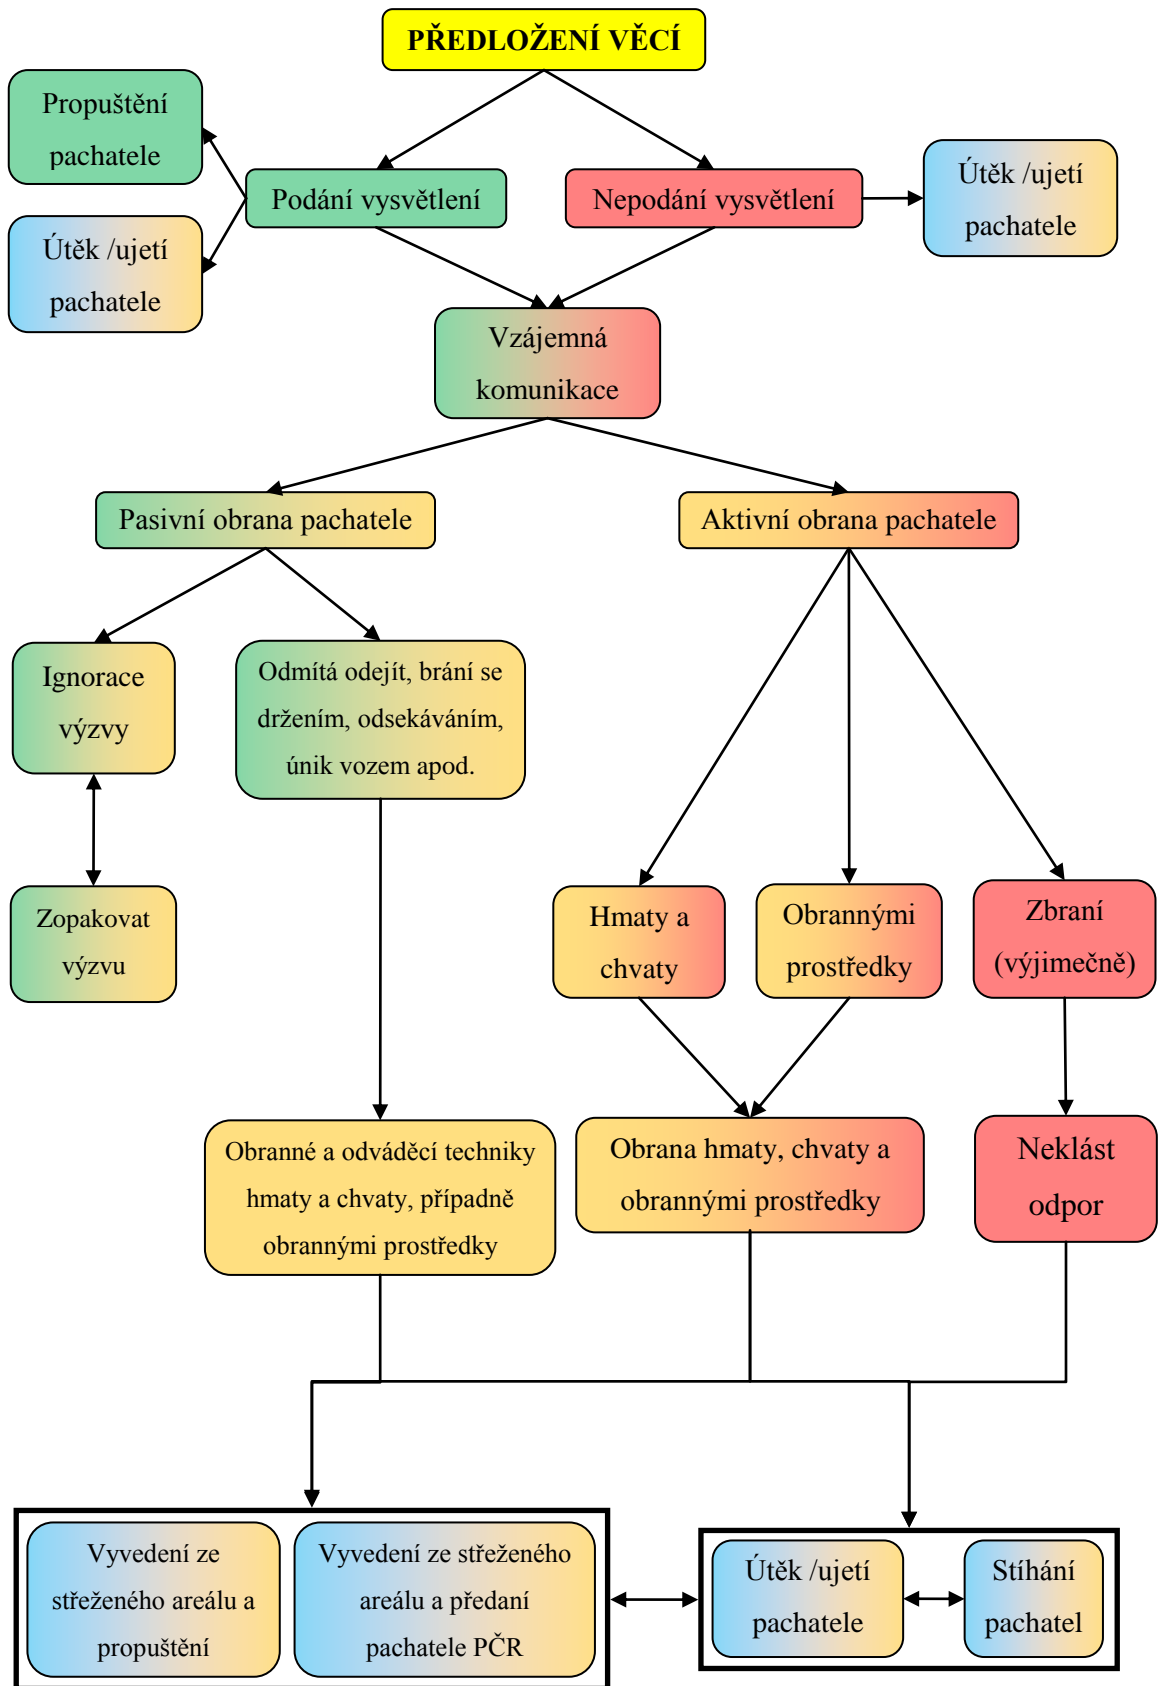 PŘEDLOŽENÍ VĚCÍ
Propuštění
pachatele
Podání vysvětlení
Nepodání vysvětlení
Útěk /ujetí
pachatele
Útěk /ujetí
pachatele
Vzájemná
komunikace
Pasivní obrana pachatele
Aktivní obrana pachatele
Ignorace
výzvy
Odmítá odejít, brání se
držením, odsekáváním,
únik vozem apod.
Zopakovat
výzvu
Hmaty a
chvaty
Obrannými
prostředky
Zbraní
(výjimečně)
Obranné a odváděcí techniky
hmaty a chvaty, případně
obrannými prostředky
Obrana hmaty, chvaty a
obrannými prostředky
Neklást
odpor
Vyvedení ze
střeženého areálu a
propuštění
Vyvedení ze střeženého
areálu a předaní
pachatele PČR
Útěk /ujetí
pachatele
Stíhání
pachatel